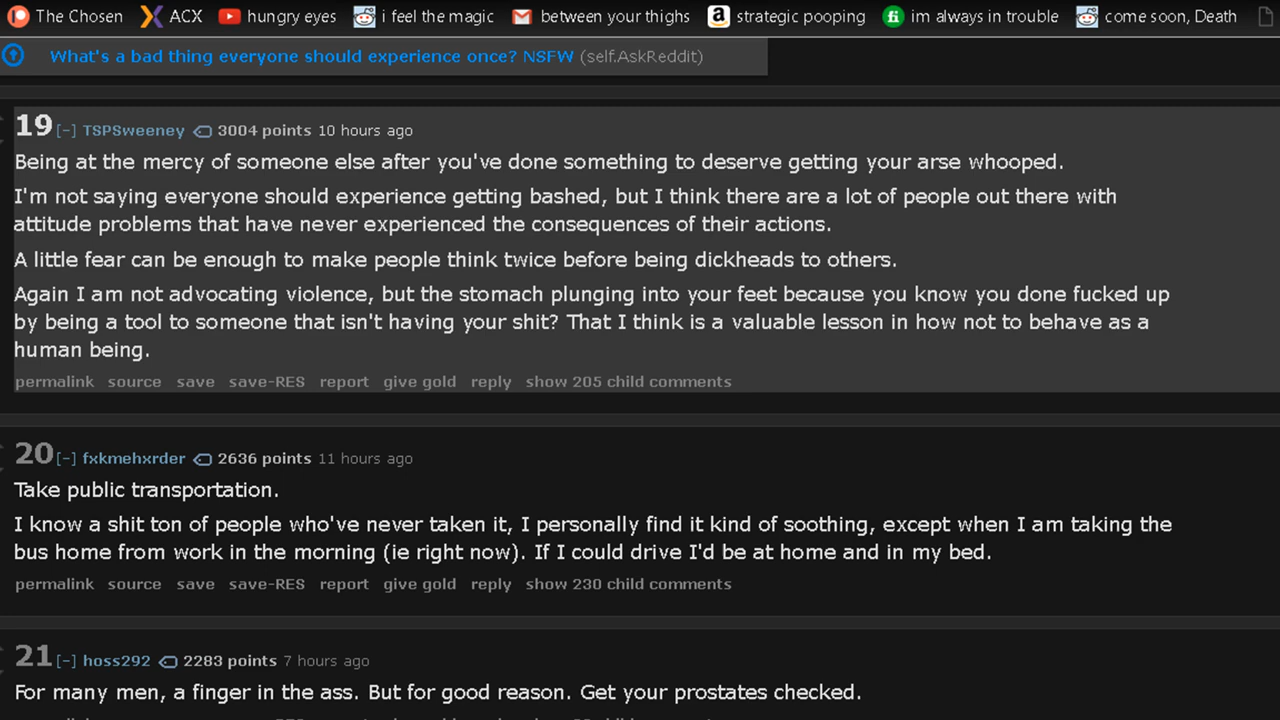 The Chosen ACX hungry eyes i feel the magic between your thighs strategic pooping im always in trouble come soon, Death
What's a bad thing everyone should experience once? NSFW (self.AskReddit)
19 [-] TSPSweeney 3004 points 10 hours ago
Being at the mercy of someone else after you've done something to deserve getting your arse whooped.
I'm not saying everyone should experience getting bashed, but I think there are a lot of people out there with
attitude problems that have never experienced the consequences of their actions.
A little fear can be enough to make people think twice before being dickheads to others.
Again I am not advocating violence, but the stomach plunging into your feet because you know you done fucked up
by being a tool to someone that isn't having your shit? That I think is a valuable lesson in how not to behave as a
human being.
permalink source save save-RES report give gold reply show 205 child comments
20 [-] fxkmehxrder 2636 points 11 hours ago
Take public transportation.
I know a shit ton of people who've never taken it, I personally find it kind of soothing, except when I am taking the
bus home from work in the morning (ie right now). If I could drive I'd be at home and in my bed.
permalink source save save-RES report give gold reply show 230 child comments
21 [-] hoss292 2283 points 7 hours ago
For many men, a finger in the ass. But for good reason. Get your prostates checked.